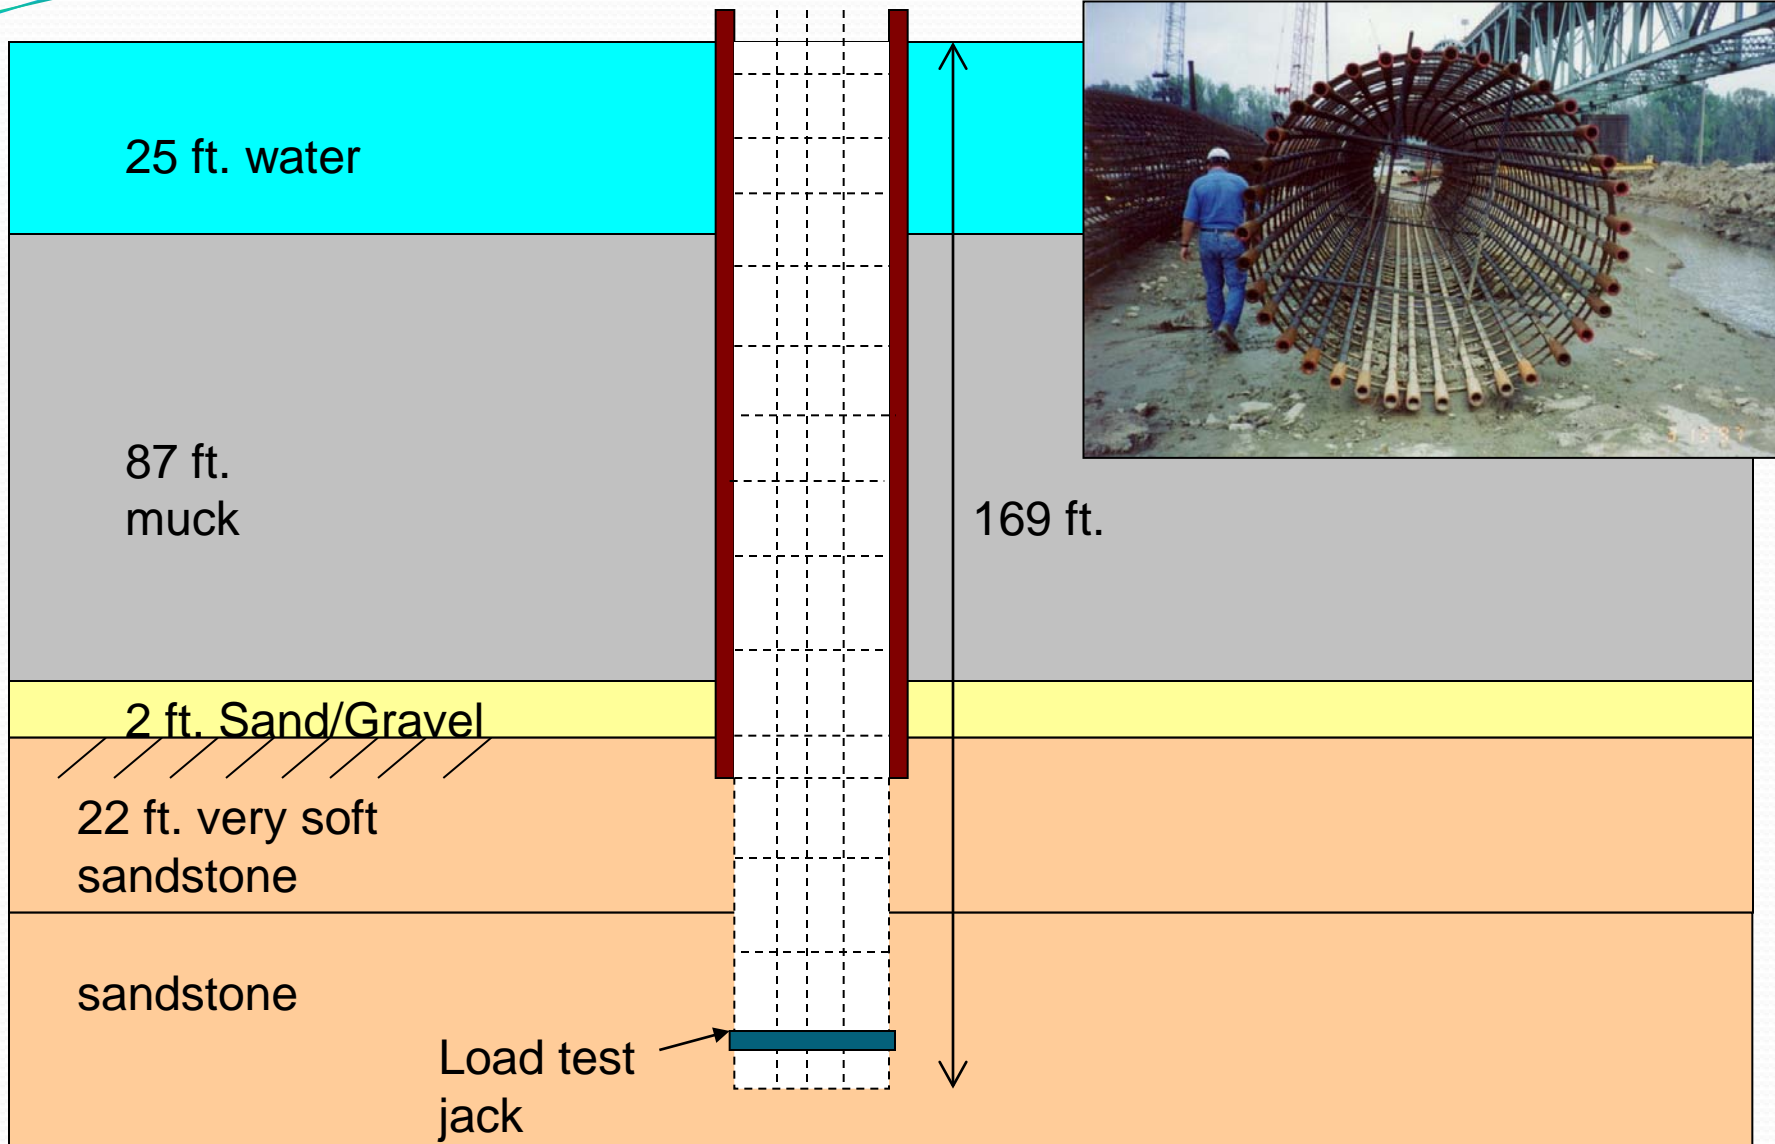 25 ft. water
87 ft.
muck
169 ft.
2 ft. Sand/Gravel
22 ft. very soft
sandstone
sandstone
Load test
jack